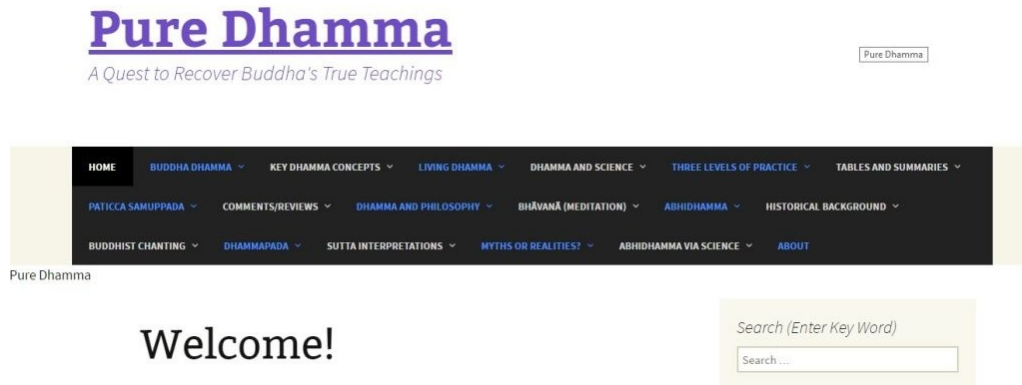 Pure Dhamma
A Quest to Recover Buddha's True Teachings
Pure Dhamma
HOME BUDDHA DHAMMA KEY DHAMMA CONCEPTS LIVING DHAMMA DHAMMA AND SCIENCE THREE LEVELS OF PRACTICE TABLES AND SUMMARIES
PATICCA SAMUPPADA COMMENTS/REVIEWS DHAMMA AND PHILOSOPHY BHĀVANĀ (MEDITATION) ABHIDHAMMA HISTORICAL BACKGROUND
BUDDHIST CHANTING DHAMMAPADA SUTTA INTERPRETATIONS MYTHS OR REALITIES? ABHIDHAMMA VIA SCIENCE ABOUT
Pure Dhamma
Welcome!
Search (Enter Key Word)
Search ...